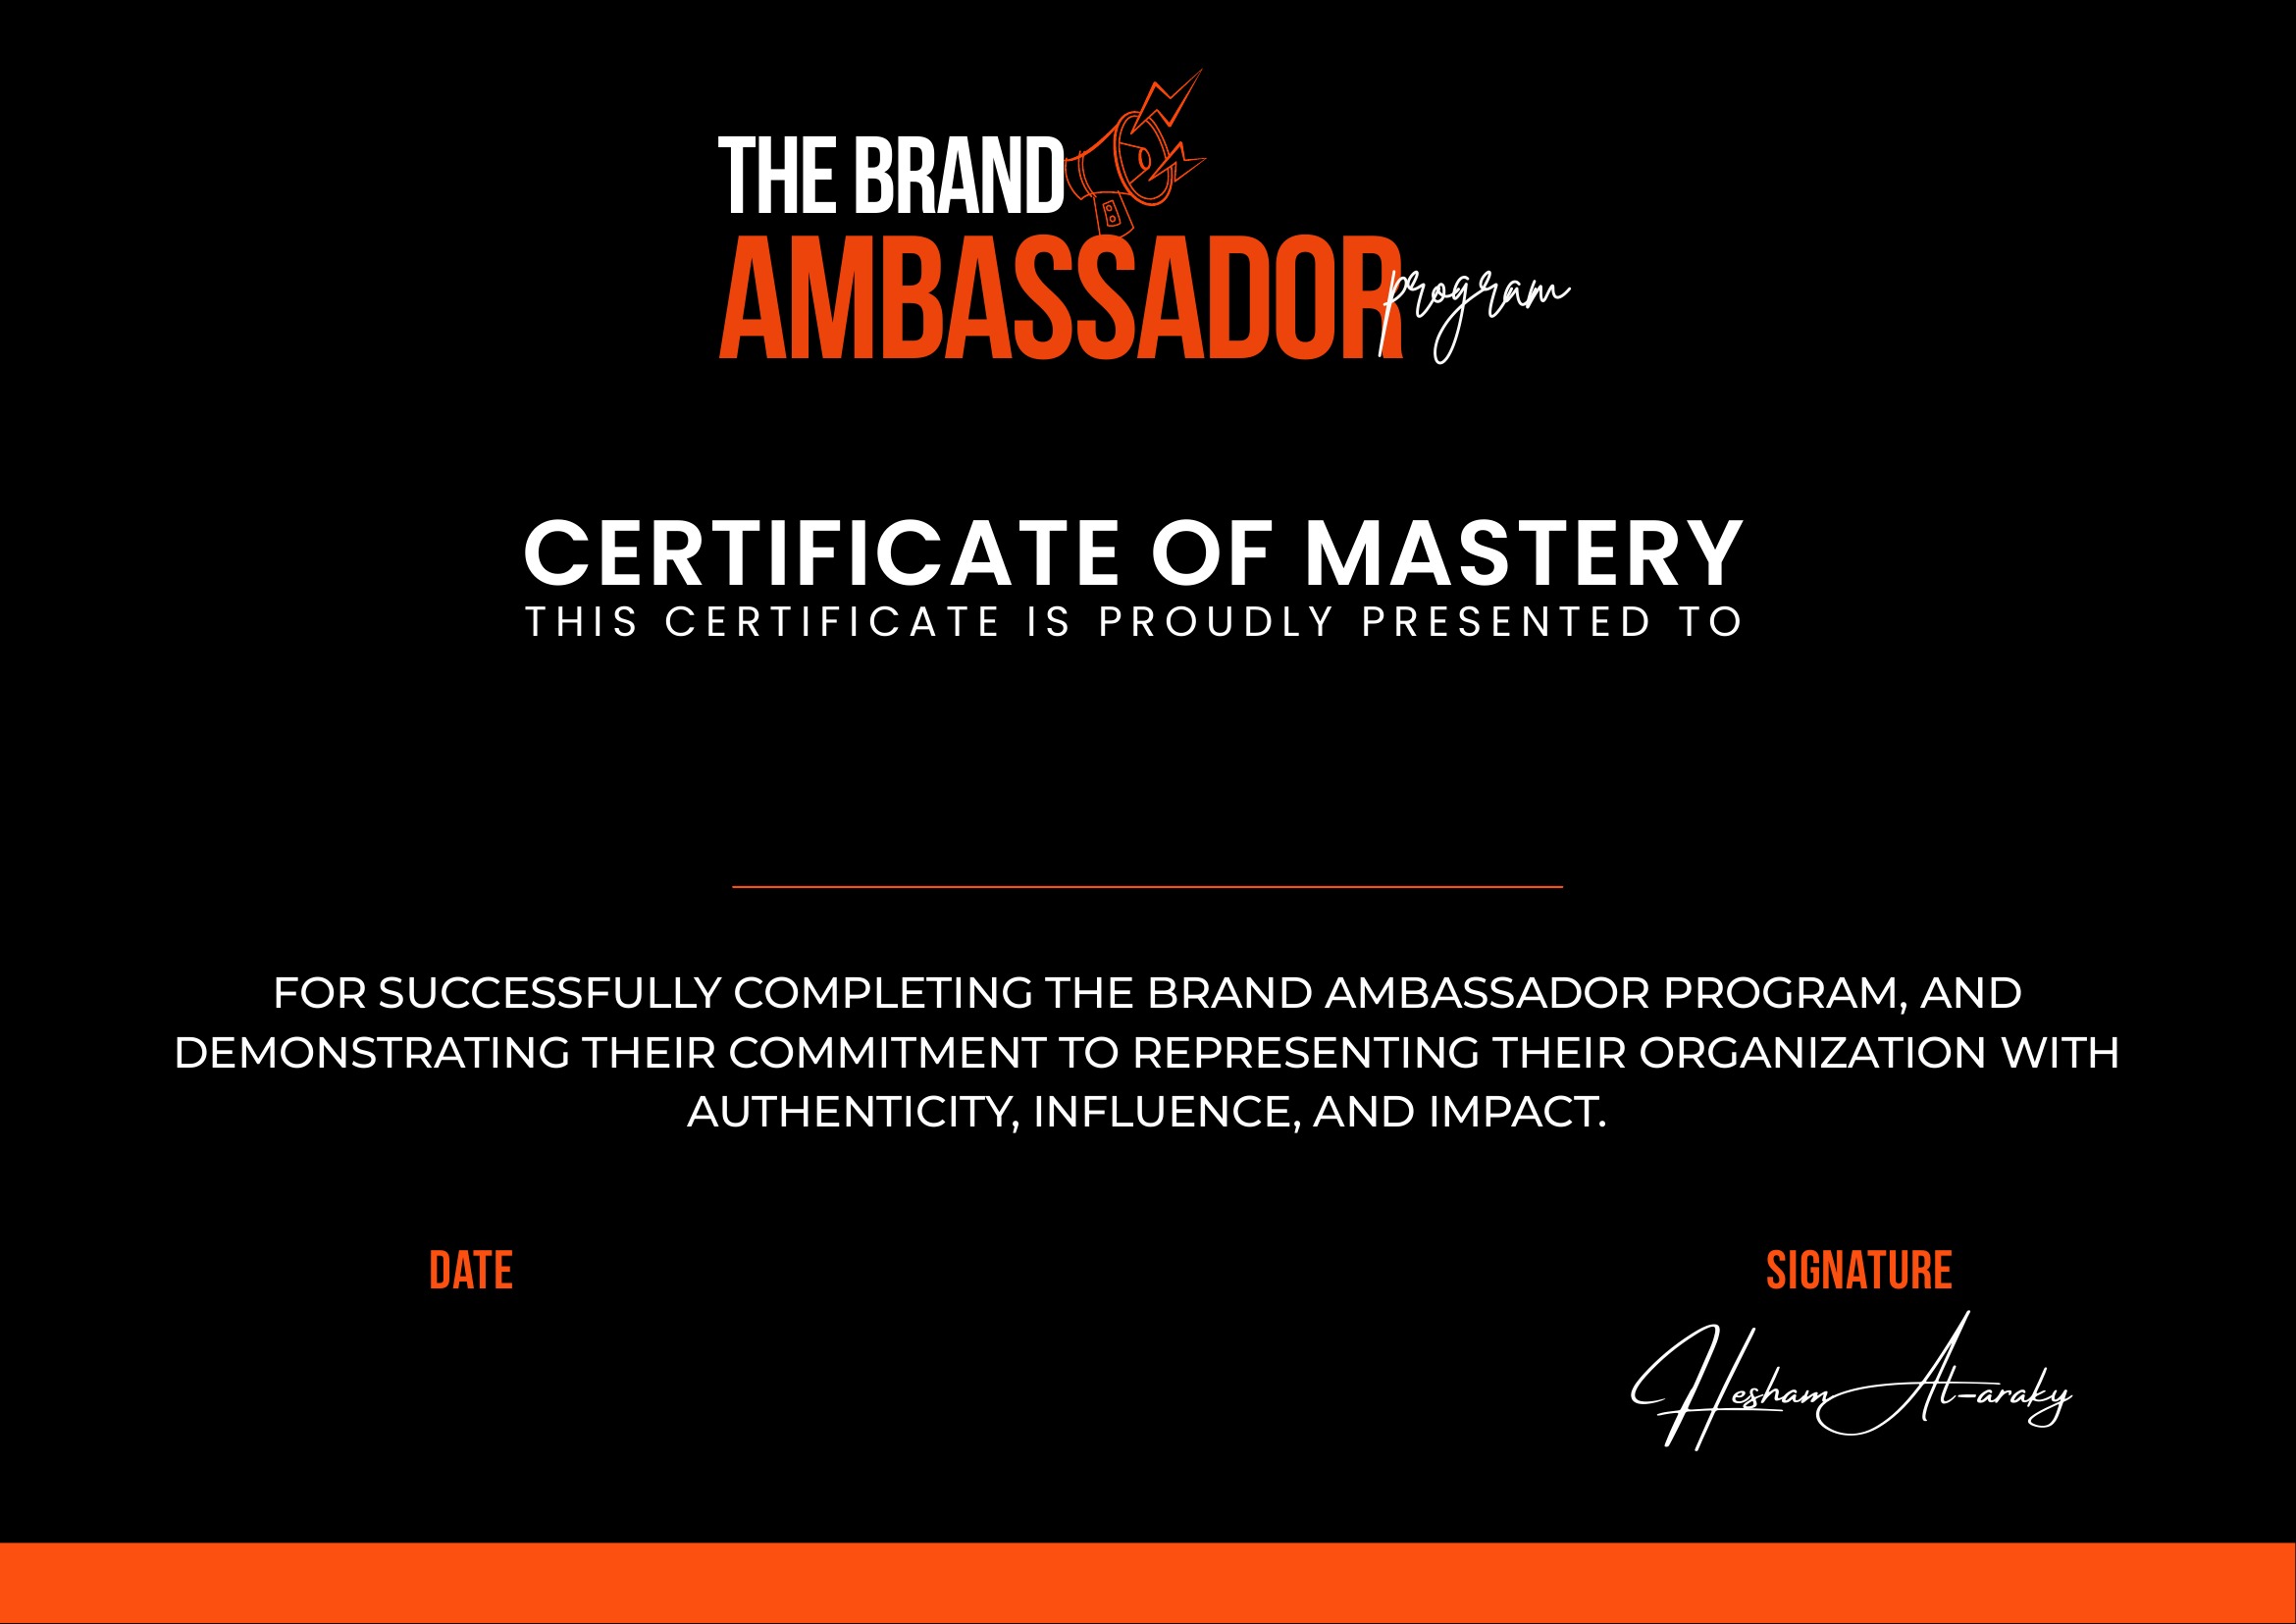 THE BRAND
AMBASSADOR program
CERTIFICATE OF MASTERY
THIS CERTIFICATE IS PROUDLY PRESENTED TO
FOR SUCCESSFULLY COMPLETING THE BRAND AMBASSADOR PROGRAM, AND
DEMONSTRATING THEIR COMMITMENT TO REPRESENTING THEIR ORGANIZATION WITH
AUTHENTICITY, INFLUENCE, AND IMPACT.
DATE
SIGNATURE
Hesham At-araky